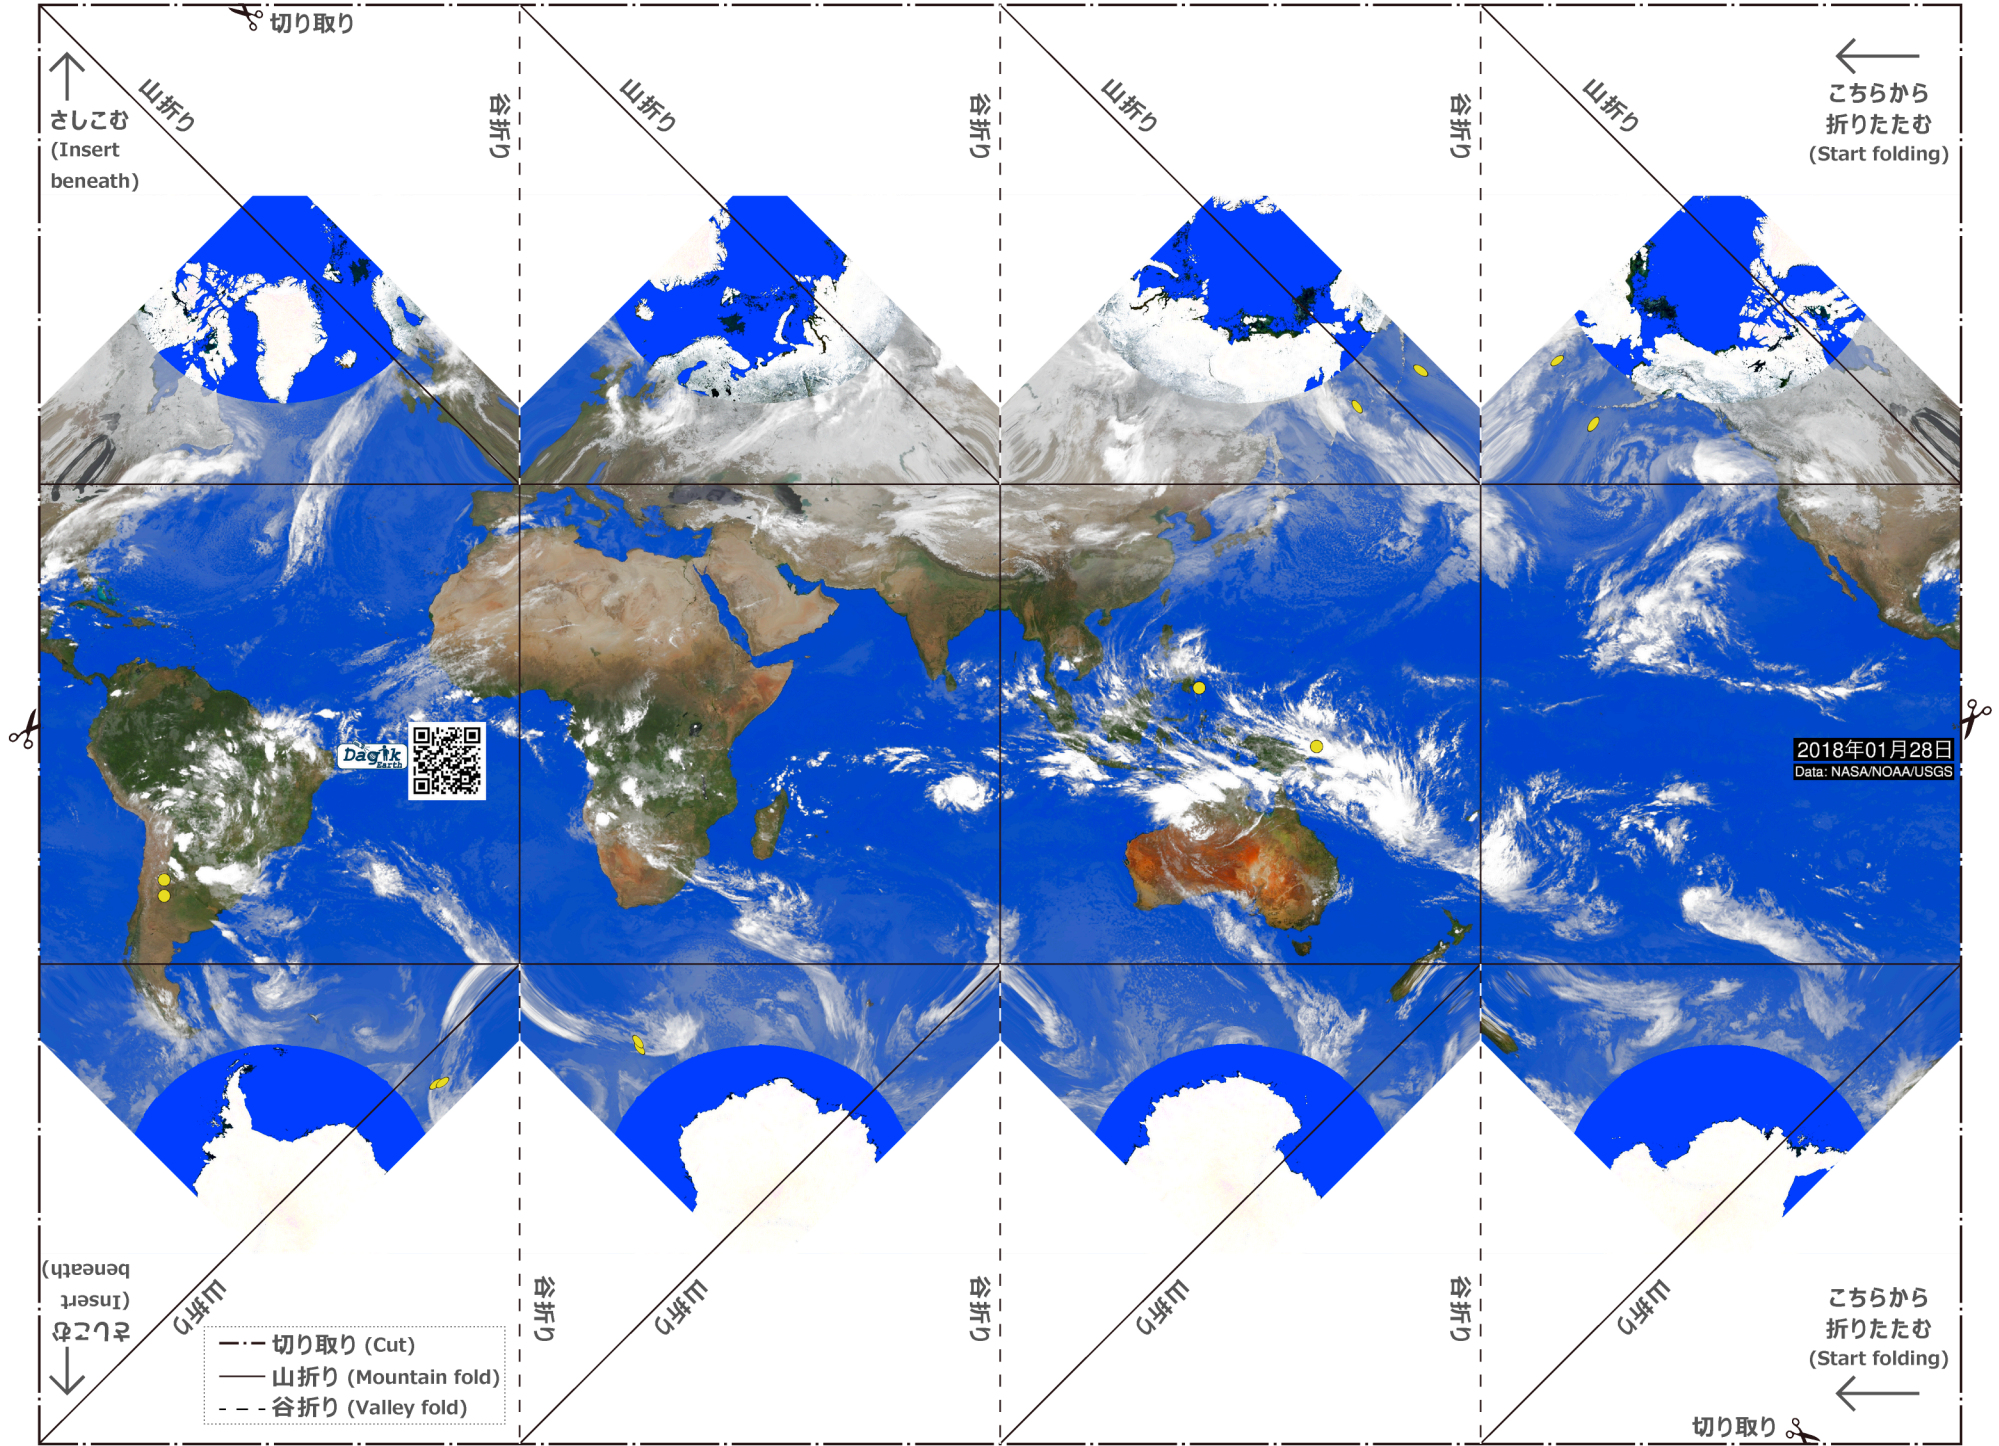 切り取り
さしこむ
(Insert
beneath)
山折り
谷折り
山折り
谷折り
山折り
谷折り
山折り
こちらから
折りたたむ
(Start folding)
Dagik
Earth
2018年01月28日
Data: NASA/NOAA/USGS
さしこむ
(Insert
beneath)
山折り
谷折り
山折り
谷折り
山折り
谷折り
山折り
こちらから
折りたたむ
(Start folding)
切り取り (Cut)
山折り (Mountain fold)
谷折り (Valley fold)
切り取り